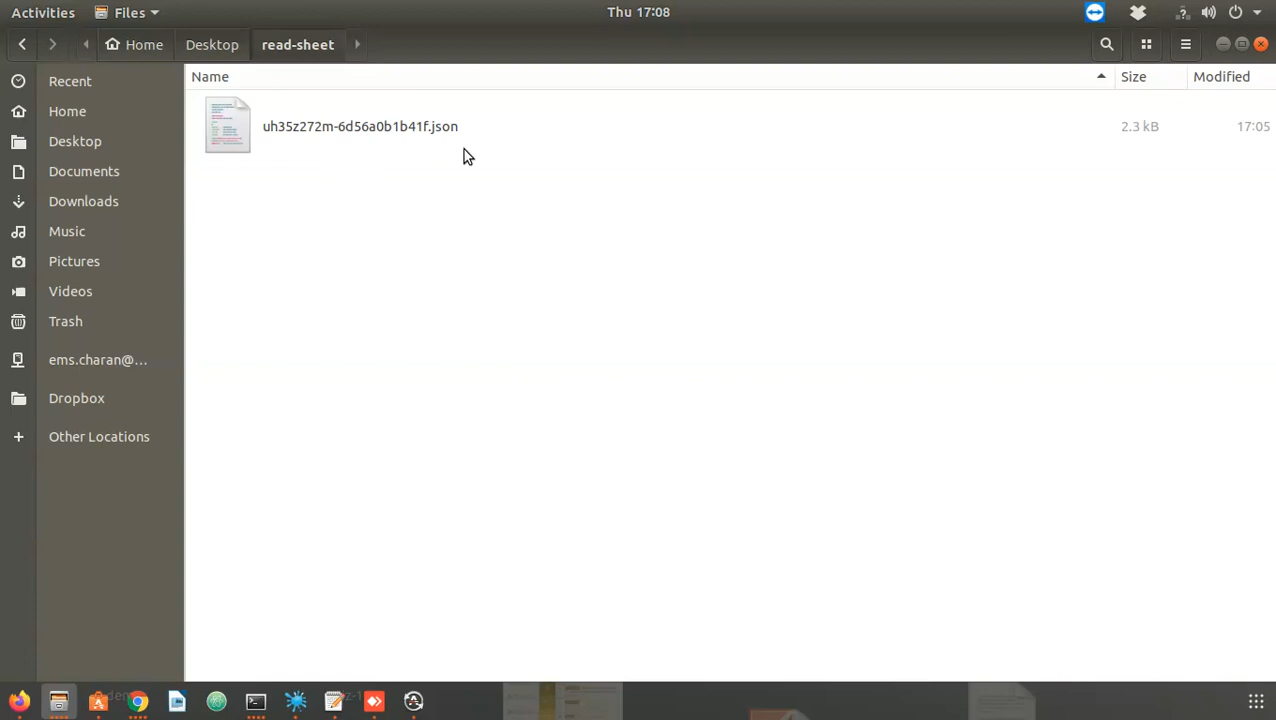 Activities Files Thu 17:08
Home Desktop read-sheet
Name Size Modified
Recent
uh35z272m-6d56a0b1b41f.json 2.3 kB 17:05
Home
Desktop
Documents
Downloads
Music
Pictures
Videos
Trash
ems.charan@...
Dropbox
Other Locations